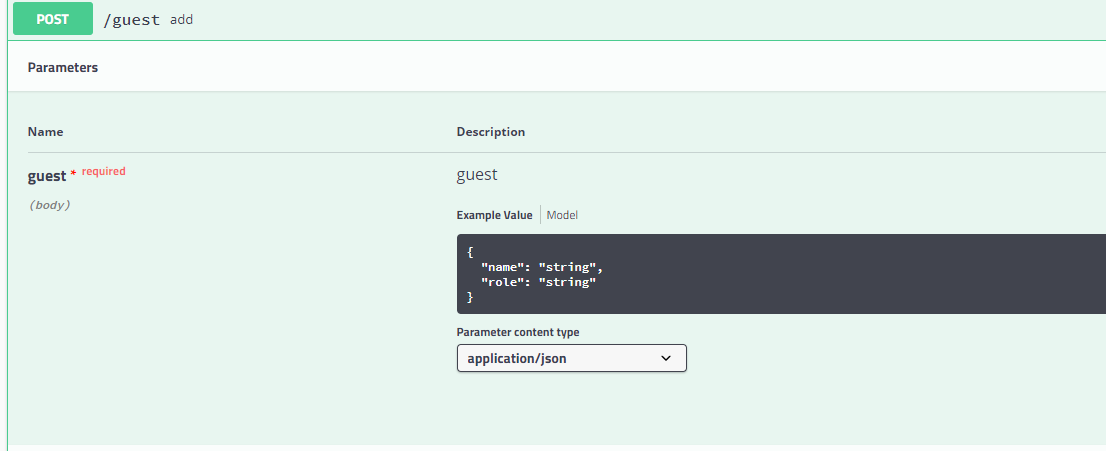 POST /guest add
Parameters
Name Description
guest * required guest
(body)
Example Value Model
{
"name": "string",
"role": "string"
}
Parameter content type
application/json